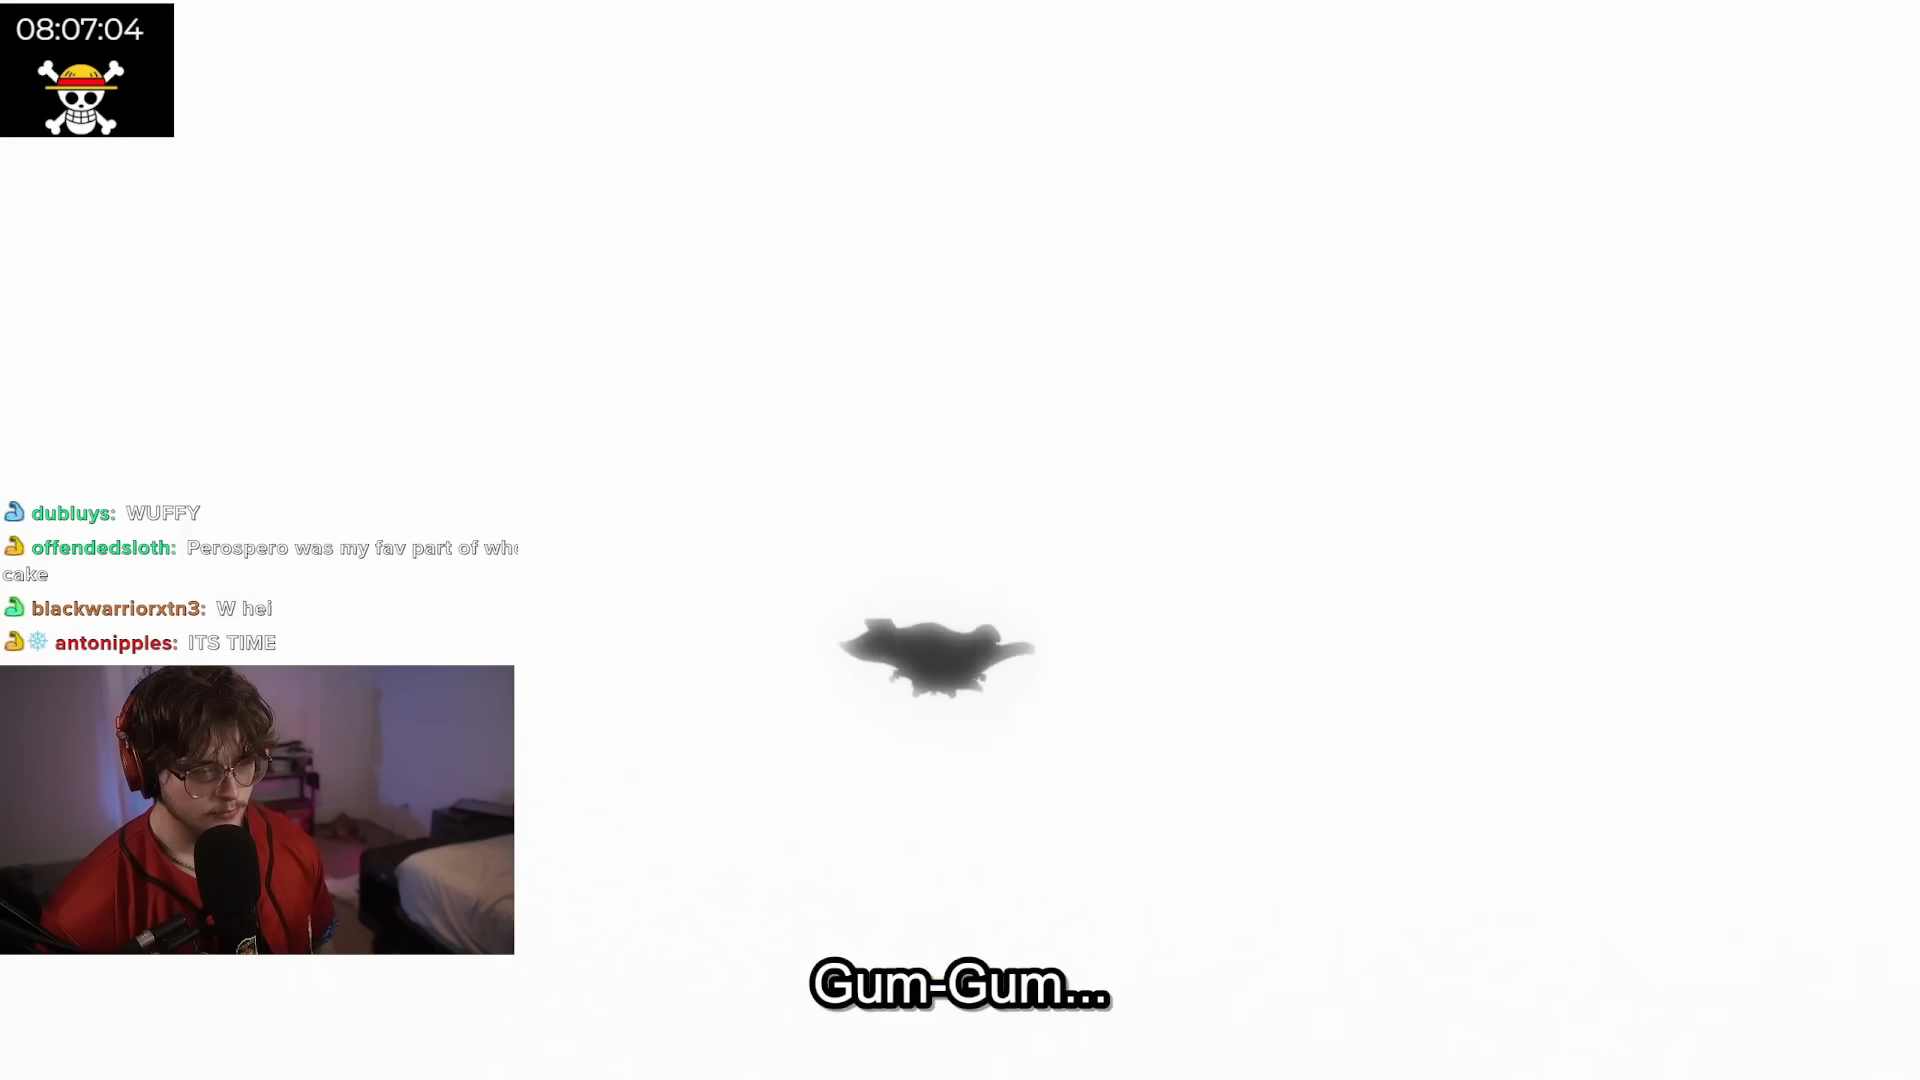 08:07:04
dubluys: WUFFY
offendedsloth: Perospero was my fav part of
cake
blackwarriorxtn3: W hei
antonipples: ITS TIME
Gum-Gum...